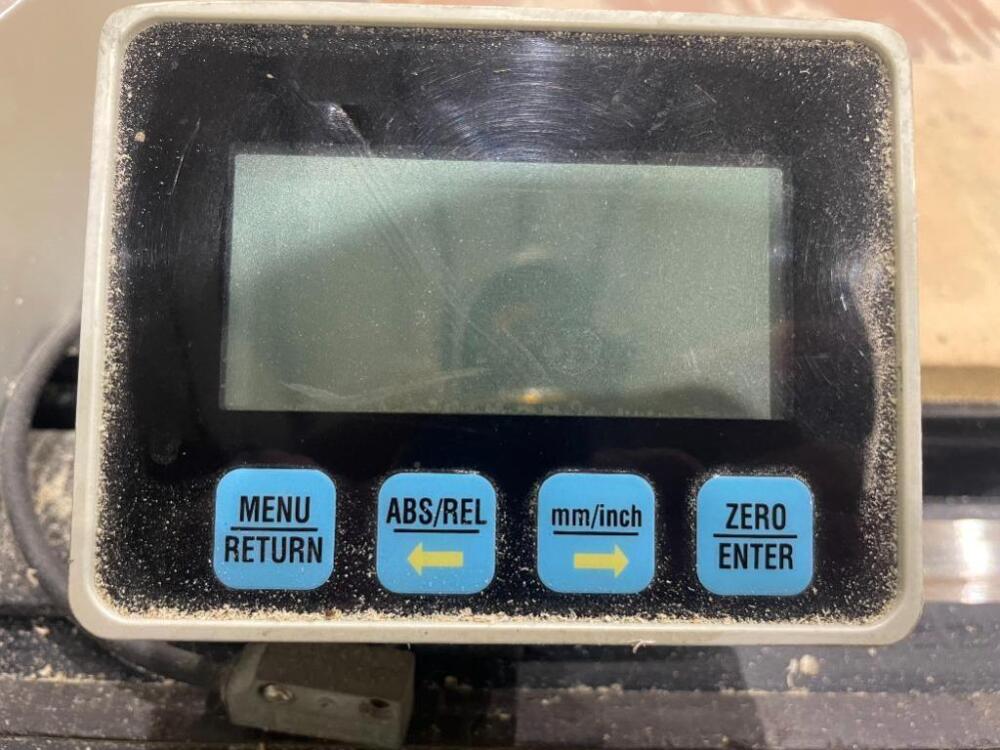 MENU
RETURN
ABS/REL
mm/inch
ZERO
ENTER